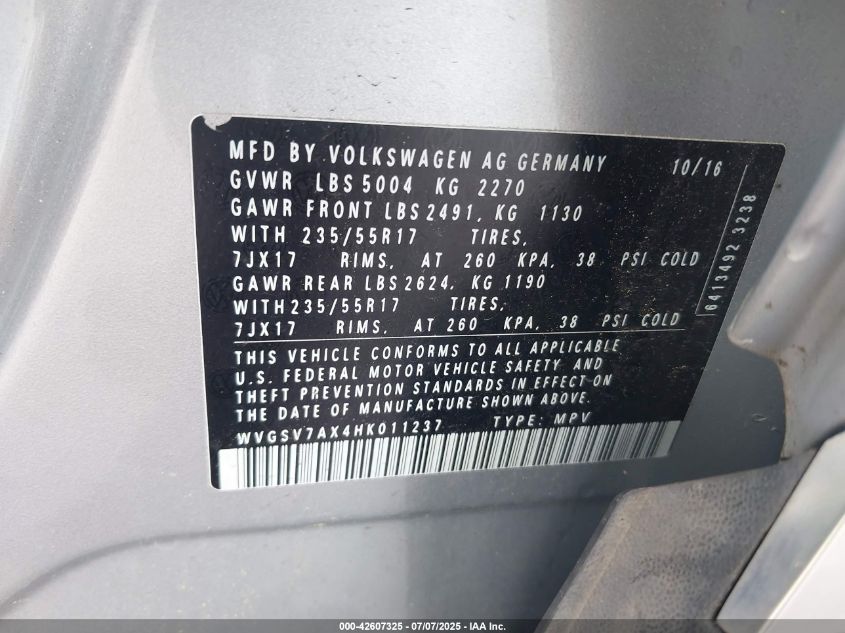 MFD BY VOLKSWAGEN AG GERMANY 10/16
GVWR LBS 5004 KG 2270
GAWR FRONT LBS 2491, KG 1130
WITH 235/55R17 TIRES,
7JX17 RIMS, AT 260 KPA, 38 PSI COLD
GAWR REAR LBS 2624, KG 1190
WITH 235/55R17 TIRES,
7JX17 RIMS, AT 260 KPA, 38 PSI COLD
THIS VEHICLE CONFORMS TO ALL APPLICABLE
U.S. FEDERAL MOTOR VEHICLE SAFETY, AND
THEFT PREVENTION STANDARDS IN EFFECT ON
THE DATE OF MANUFACTURE SHOWN ABOVE.
WVGSV7AX4HK011237 TYPE: MPV
6413492 3238
000-42607325 - 07/07/2025 - IAA Inc.